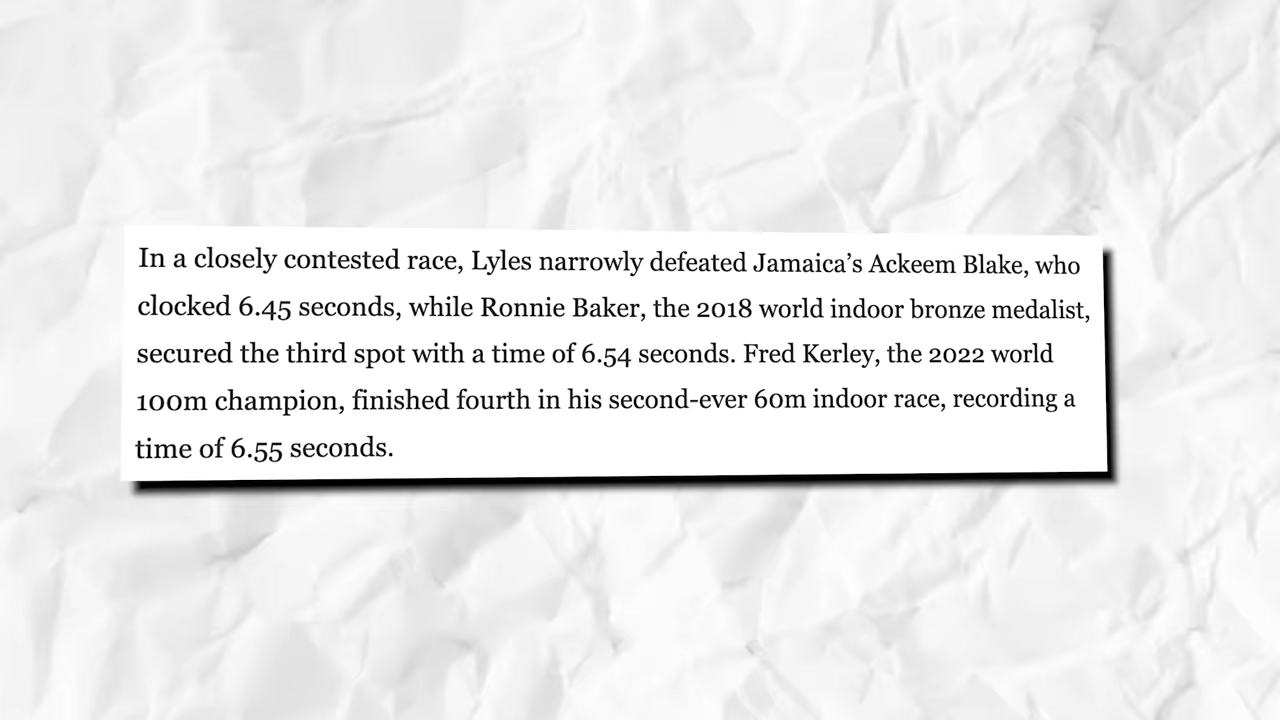 In a closely contested race, Lyles narrowly defeated Jamaica’s Ackeem Blake, who
clocked 6.45 seconds, while Ronnie Baker, the 2018 world indoor bronze medalist,
secured the third spot with a time of 6.54 seconds. Fred Kerley, the 2022 world
100m champion, finished fourth in his second-ever 60m indoor race, recording a
time of 6.55 seconds.